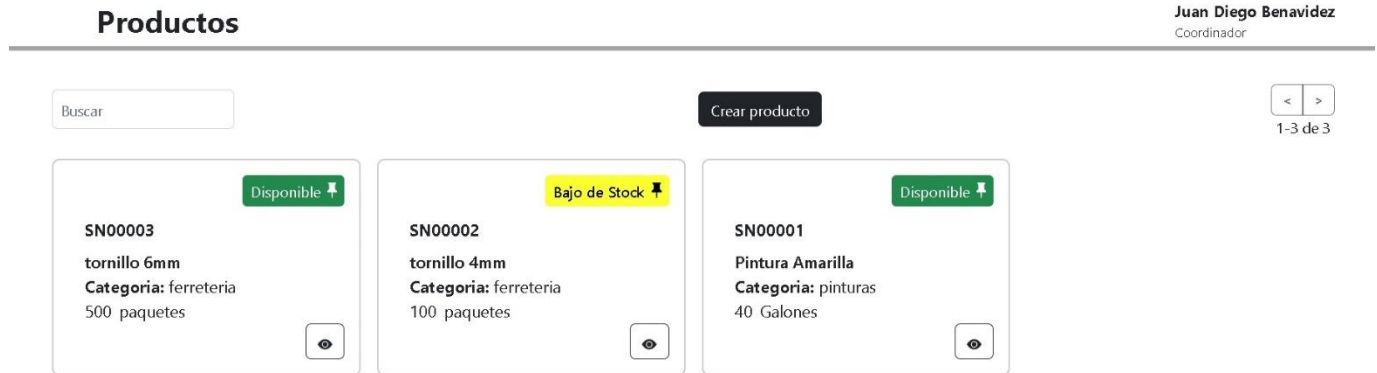 Productos
Juan Diego Benavidez
Coordinador
Buscar
Crear producto
< >
1-3 de 3
Disponible
SN00003
tornillo 6mm
Categoria: ferreteria
500 paquetes
Bajo de Stock
SN00002
tornillo 4mm
Categoria: ferreteria
100 paquetes
Disponible
SN00001
Pintura Amarilla
Categoria: pinturas
40 Galones